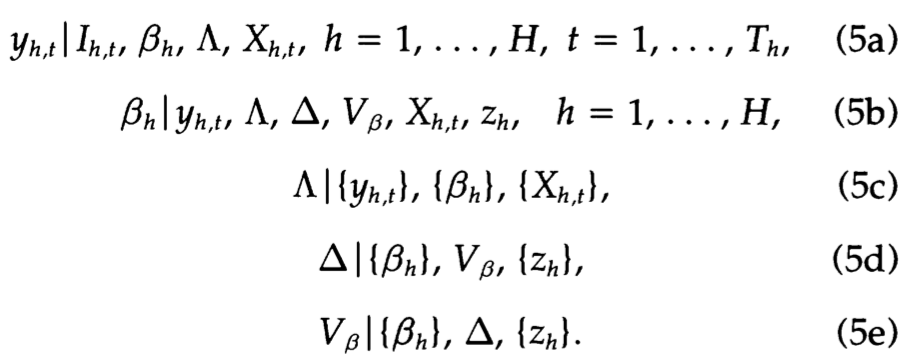 y_{h,t} | I_{h,t}, β_h, Λ, X_{h,t}, h = 1, . . . , H, t = 1, . . . , T_h, (5a)
β_h | y_{h,t}, Λ, Δ, V_β, X_{h,t}, z_h, h = 1, . . . , H, (5b)
Λ | {y_{h,t}}, {β_h}, {X_{h,t}}, (5c)
Δ | {β_h}, V_β, {z_h}, (5d)
V_β | {β_h}, Δ, {z_h}. (5e)